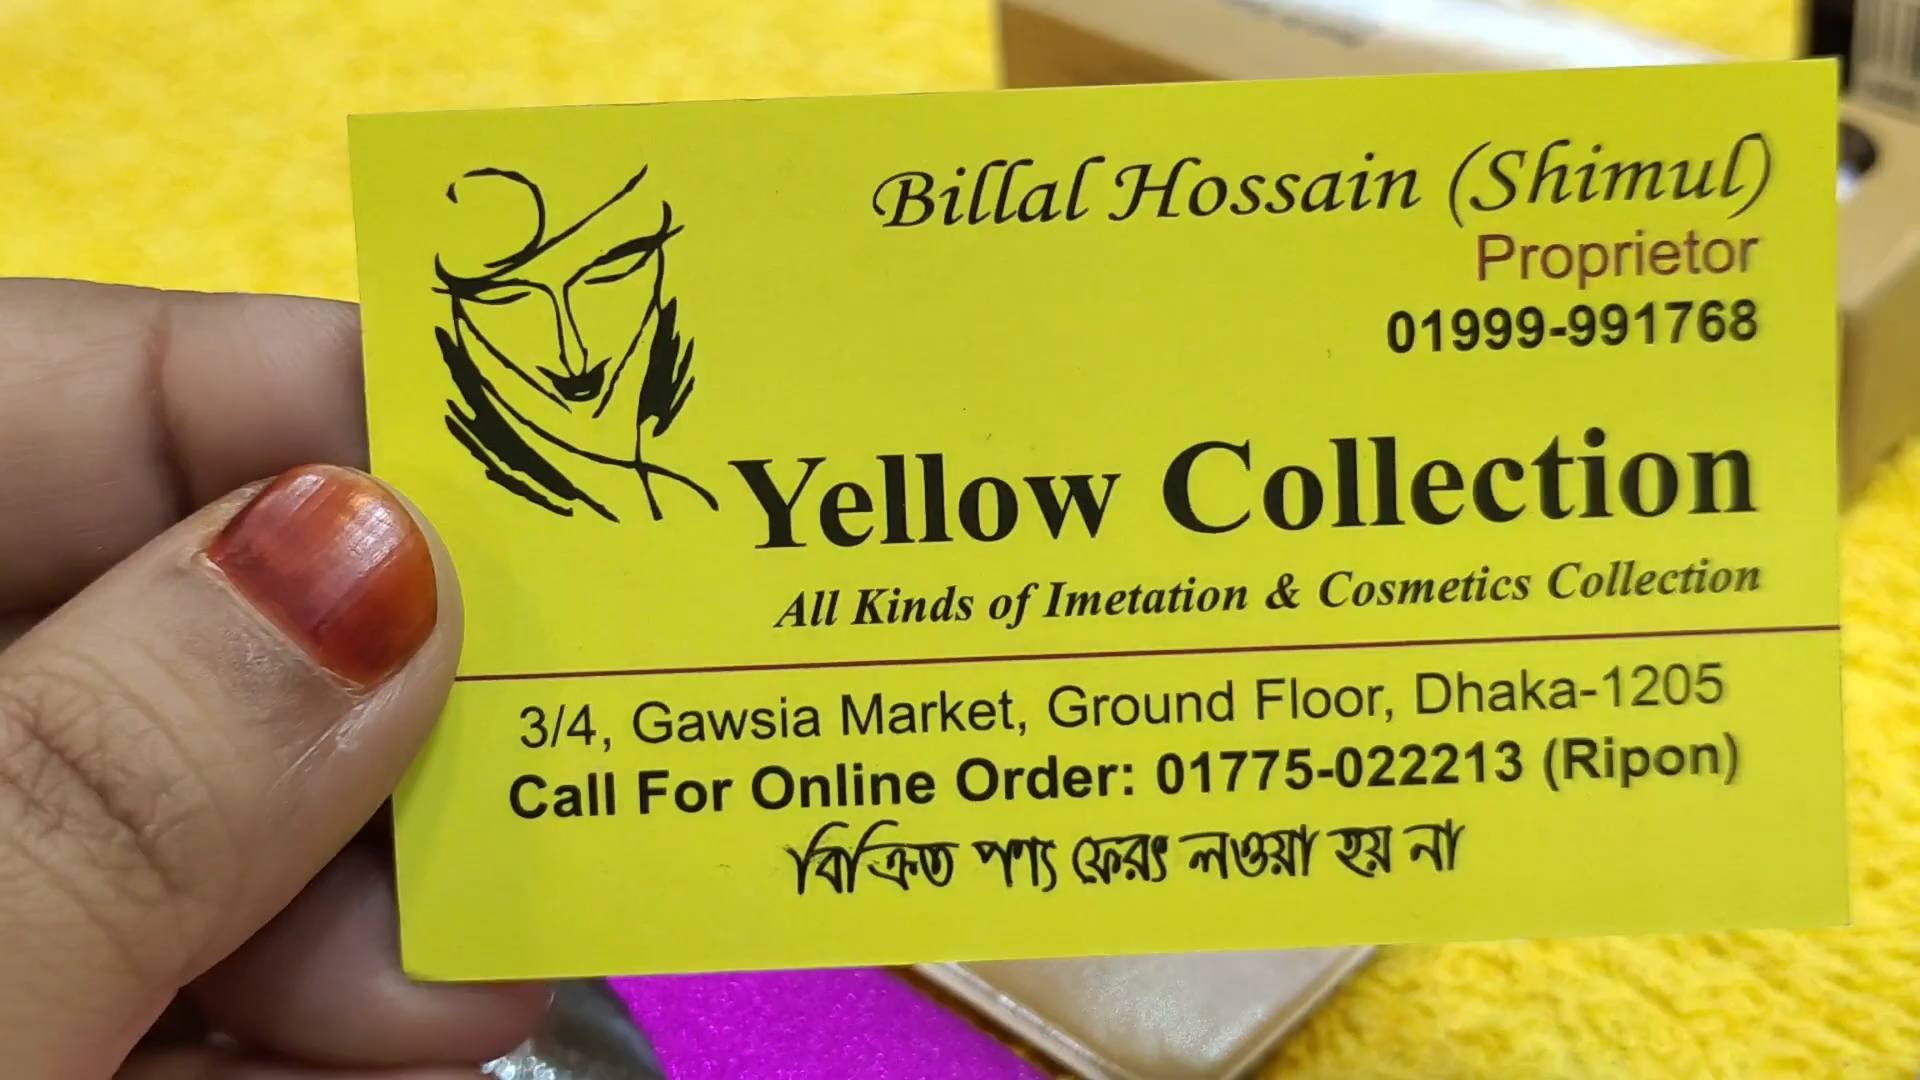 Billal Hossain (Shimul)
Proprietor
01999-991768
Yellow Collection
All Kinds of Imetation & Cosmetics Collection
3/4, Gawsia Market, Ground Floor, Dhaka-1205
Call For Online Order: 01775-022213 (Ripon)
বিক্রিত পণ্য ফেরৎ লওয়া হয় না